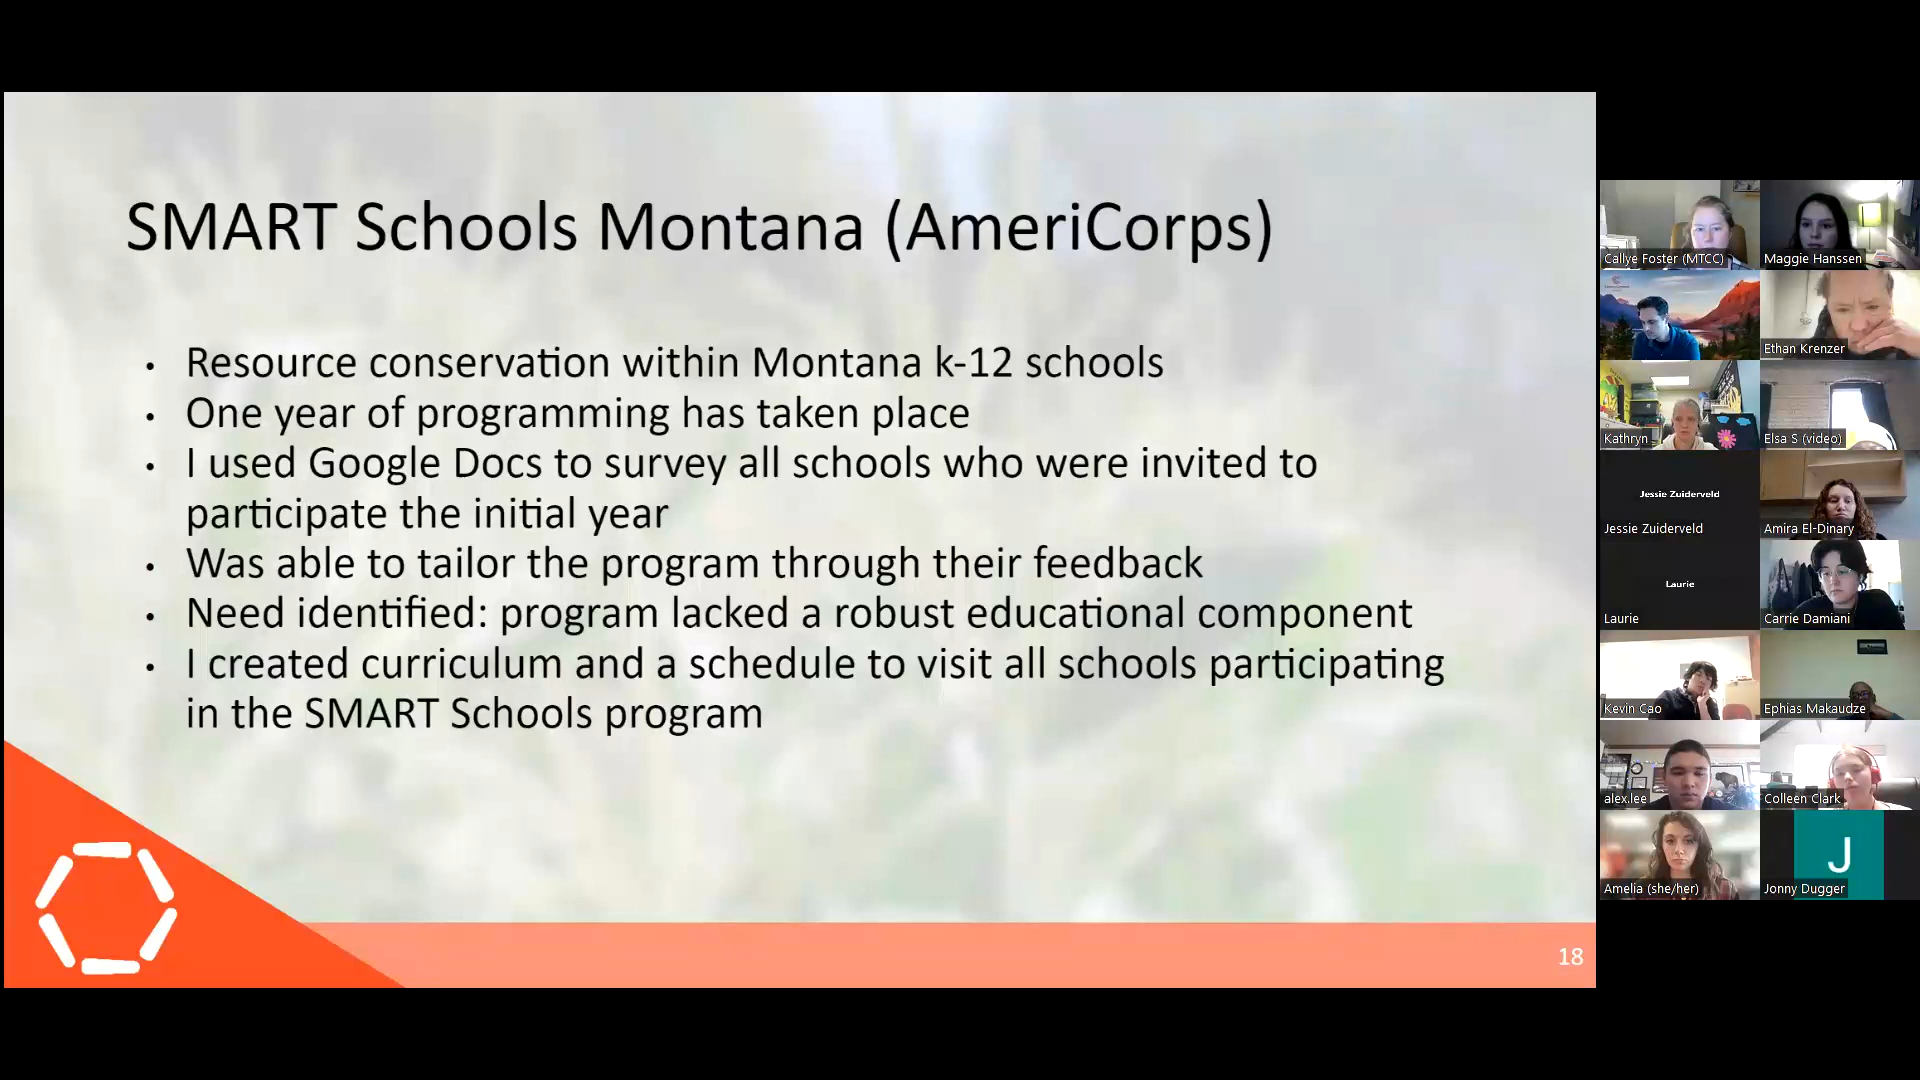 SMART Schools Montana (AmeriCorps)
• Resource conservation within Montana k-12 schools
• One year of programming has taken place
• I used Google Docs to survey all schools who were invited to
participate the initial year
• Was able to tailor the program through their feedback
• Need identified: program lacked a robust educational component
• I created curriculum and a schedule to visit all schools participating
in the SMART Schools program
18
Callye Foster (MTCC)
Maggie Hanssen
Ethan Krenzer
Kathryn
Elsa S (video)
Jessie Zuiderveld
Jessie Zuiderveld
Amira El-Dinary
Laurie
Laurie
Carrie Damiani
Kevin Cao
Ephias Makaudze
alex.lee
Colleen Clark
Amelia (she/her)
J
Jonny Dugger